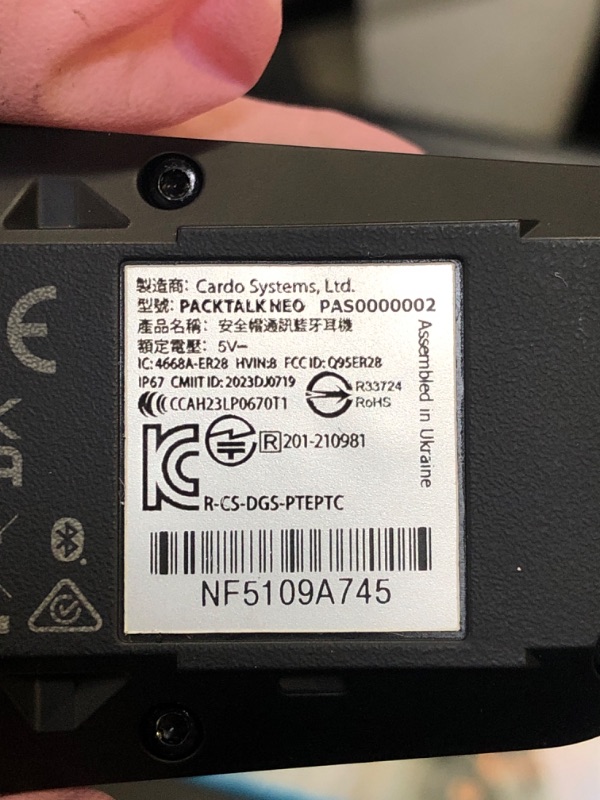 製造商: Cardo Systems, Ltd.
型號: PACKTALK NEO PAS0000002
產品名稱: 安全帽通訊藍牙耳機
額定電壓: 5V⎓
IC: 4668A-ER28 HVIN:8 FCC ID: Q95ER28
IP67 CMIIT ID: 2023DJ0719
CCAH23LP0670T1
R33724
RoHS
R 201-210981
R-CS-DGS-PTEPTC
NF5109A745
Assembled in Ukraine
CE